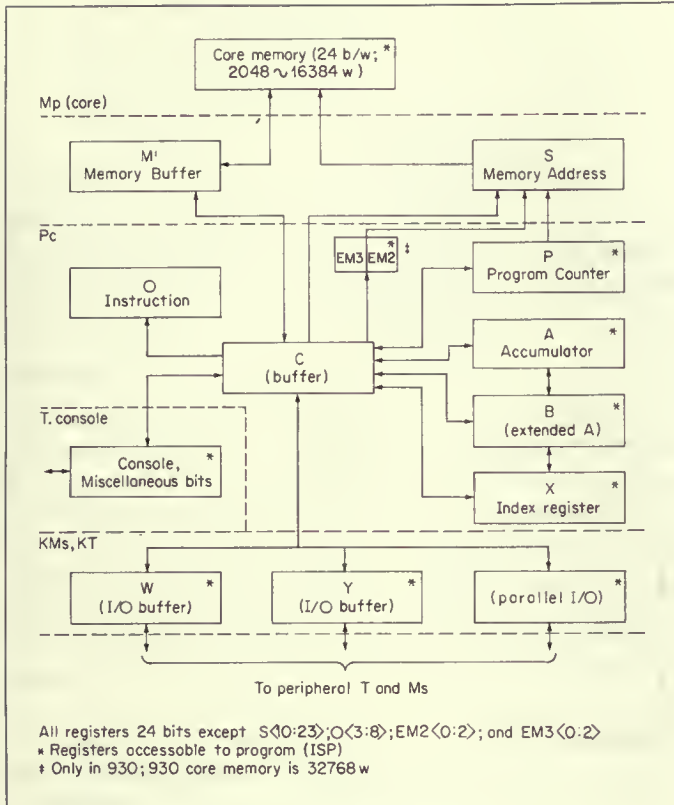 Core memory (24 b/w; *
2048 ~ 16384 w)
Mp (core)
M'
Memory Buffer
S
Memory Address
Pc
EM3 EM2 * ‡
P *
Program Counter
O
Instruction
A *
Accumulator
C
(buffer)
B *
(extended A)
T. console
Console, *
Miscellaneous bits
X *
Index register
KMs, KT
W *
(I/O buffer)
Y *
(I/O buffer)
*
(parallel I/O)
To peripheral T and Ms
All registers 24 bits except S<10:23>; O<3:8>; EM2<0:2>; and EM3<0:2>
* Registers accessable to program (ISP)
‡ Only in 930; 930 core memory is 32768 w